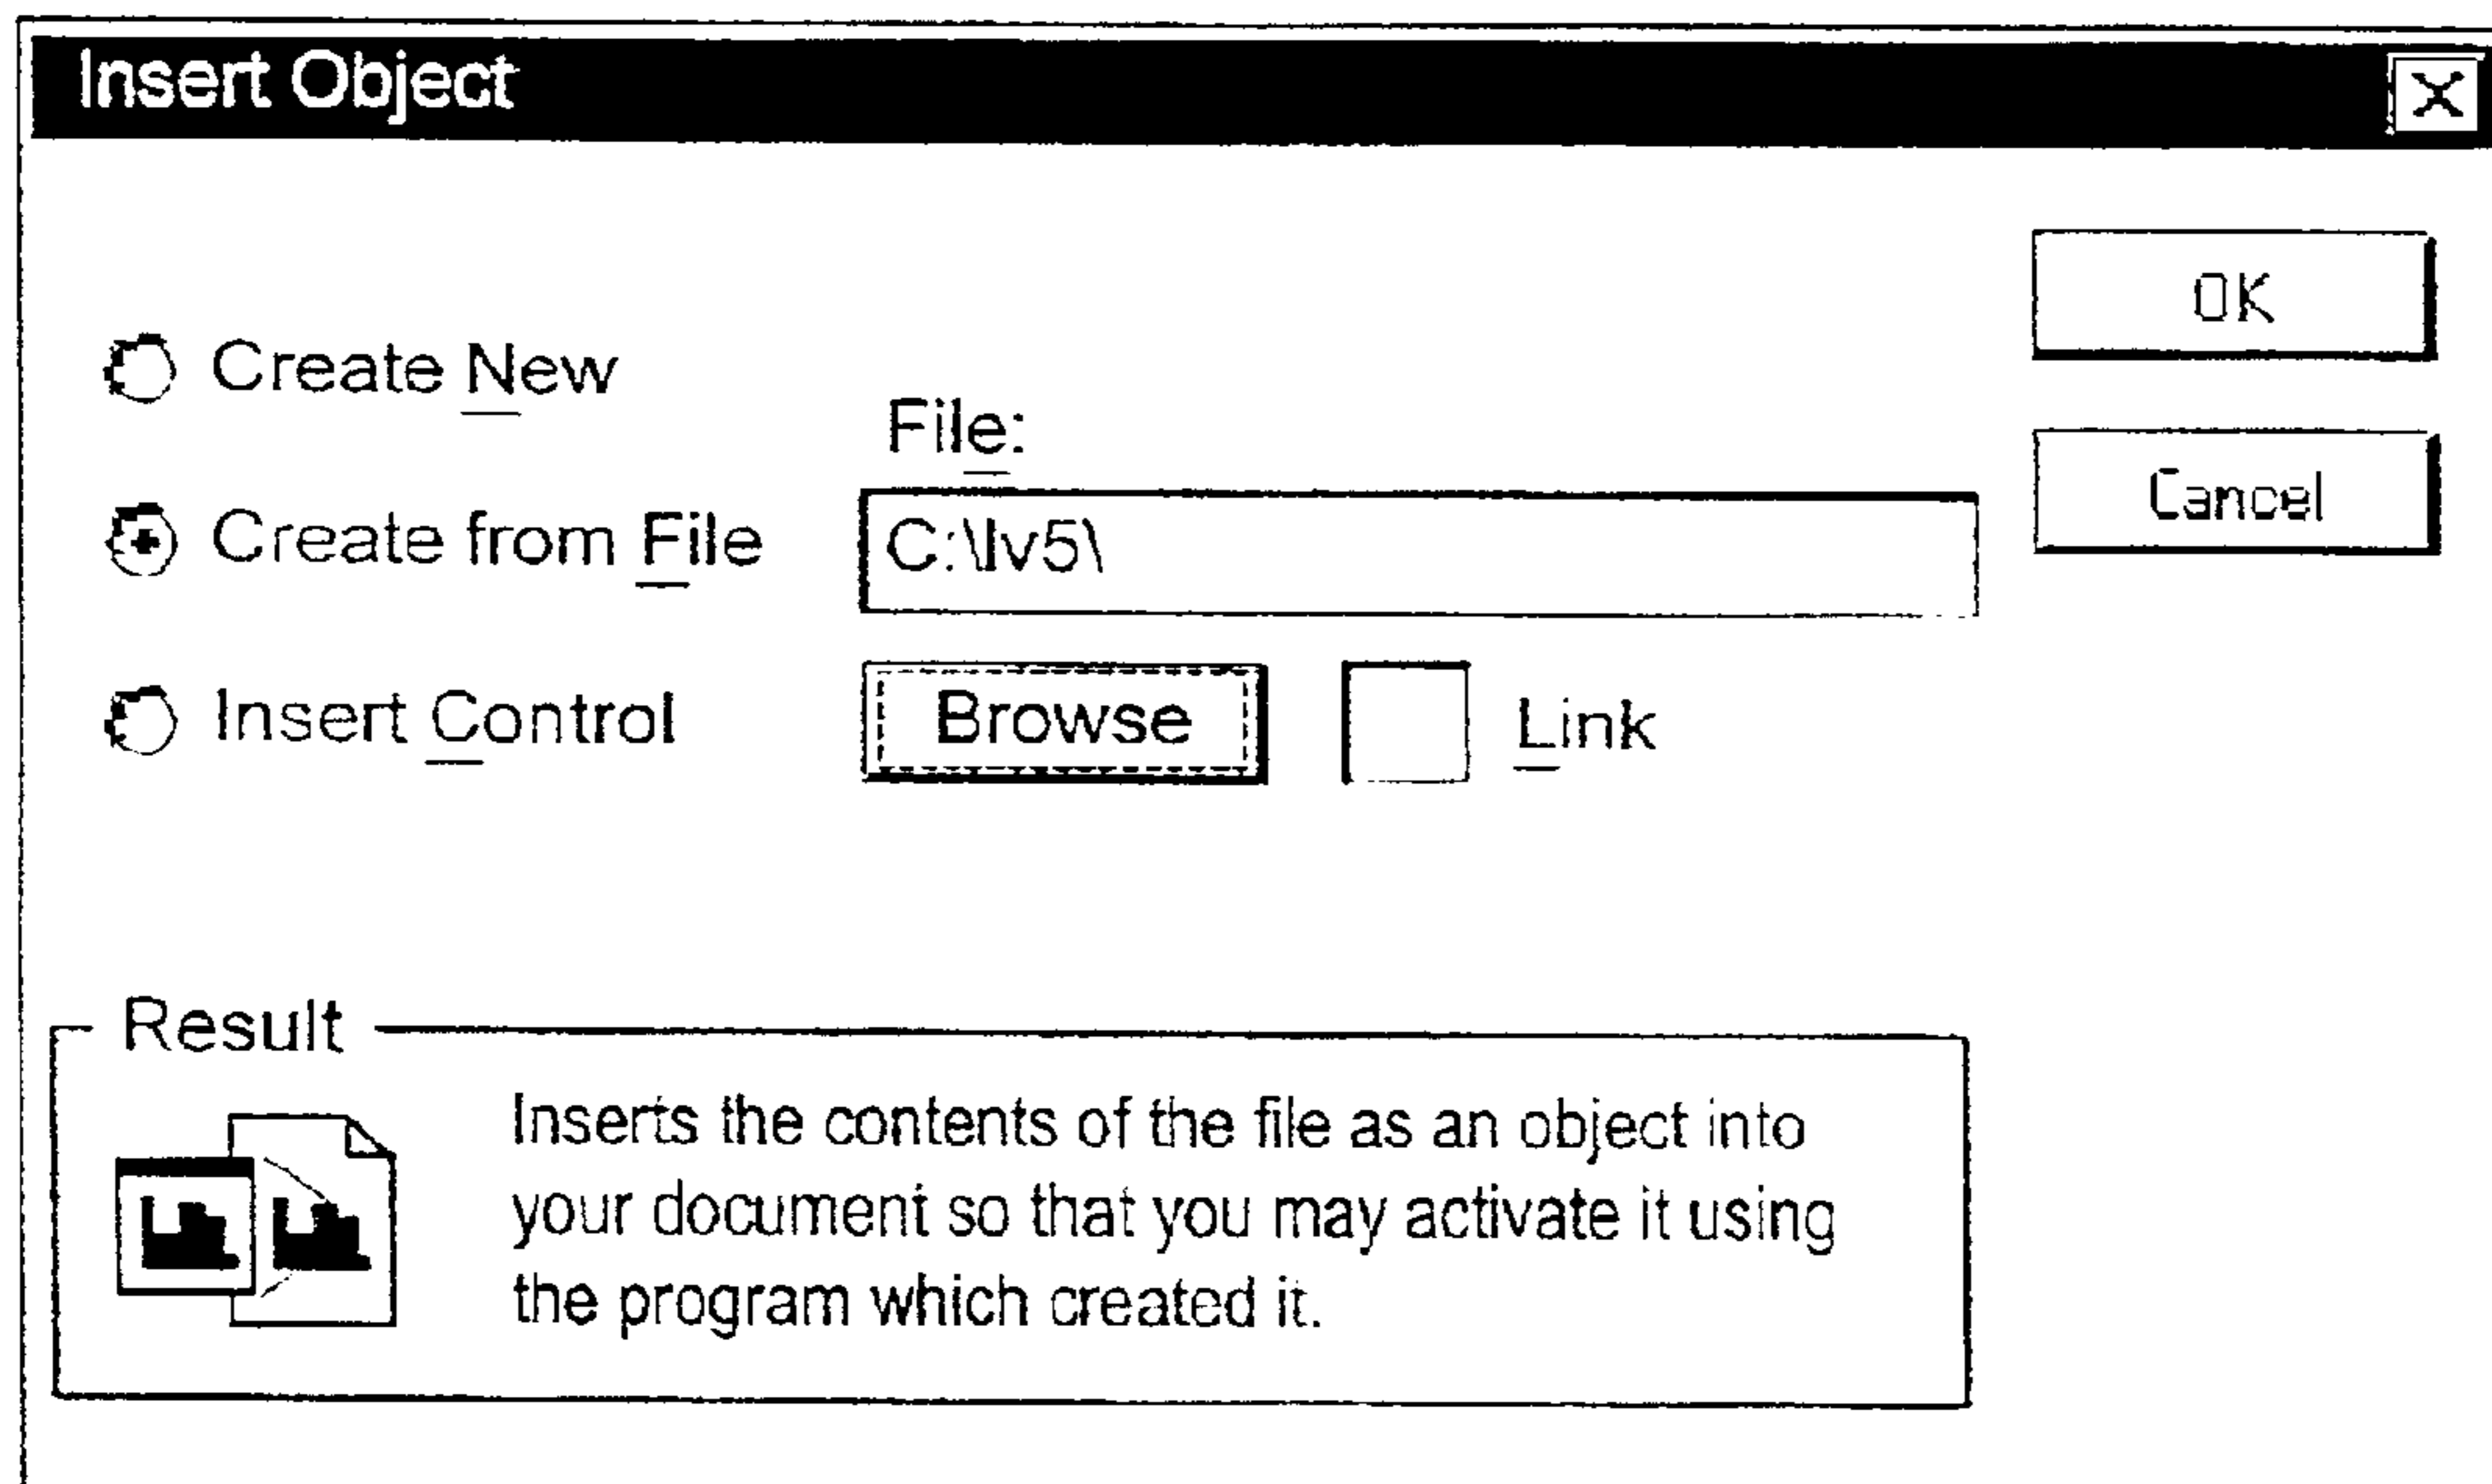 Insert Object
OK
Create New
File:
Cancel
Create from File
C:\lv5\
Insert Control
Browse
Link
Result
Inserts the contents of the file as an object into
your document so that you may activate it using
the program which created it.